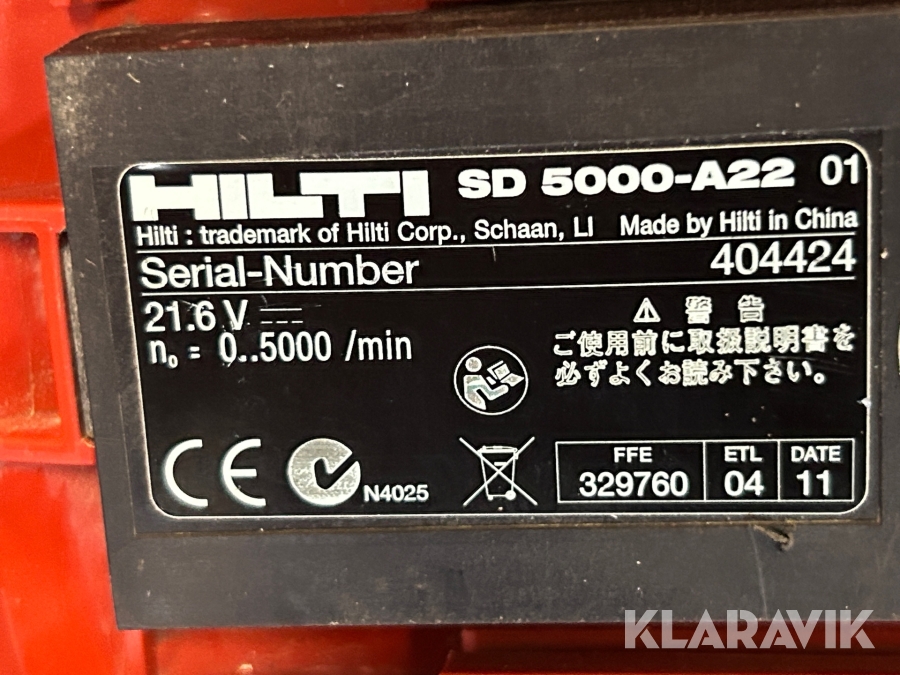 HILTI SD 5000-A22 01
Hilti : trademark of Hilti Corp., Schaan, LI Made by Hilti in China
Serial-Number 404424
21.6 V
n₀ = 0..5000 /min
⚠ 警告
ご使用前に取扱説明書を
必ずよくお読み下さい。
CE N4025
FFE ETL DATE
329760 04 11
KLARAVIK